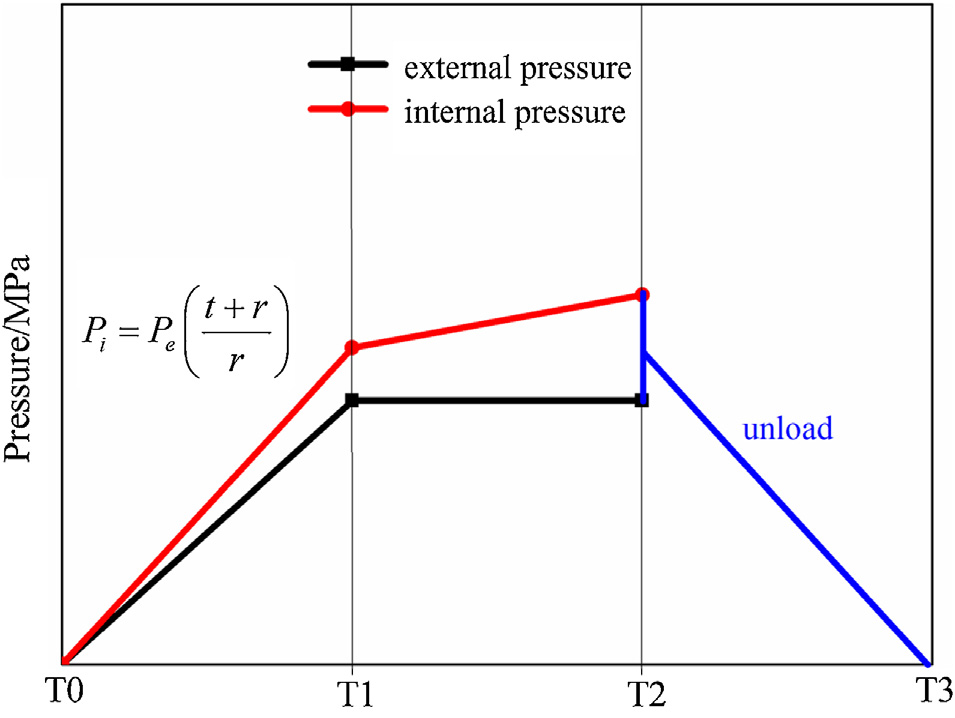 external pressure
internal pressure
Pressure/MPa
P_i = P_e ( (t + r) / r )
unload
T0 T1 T2 T3